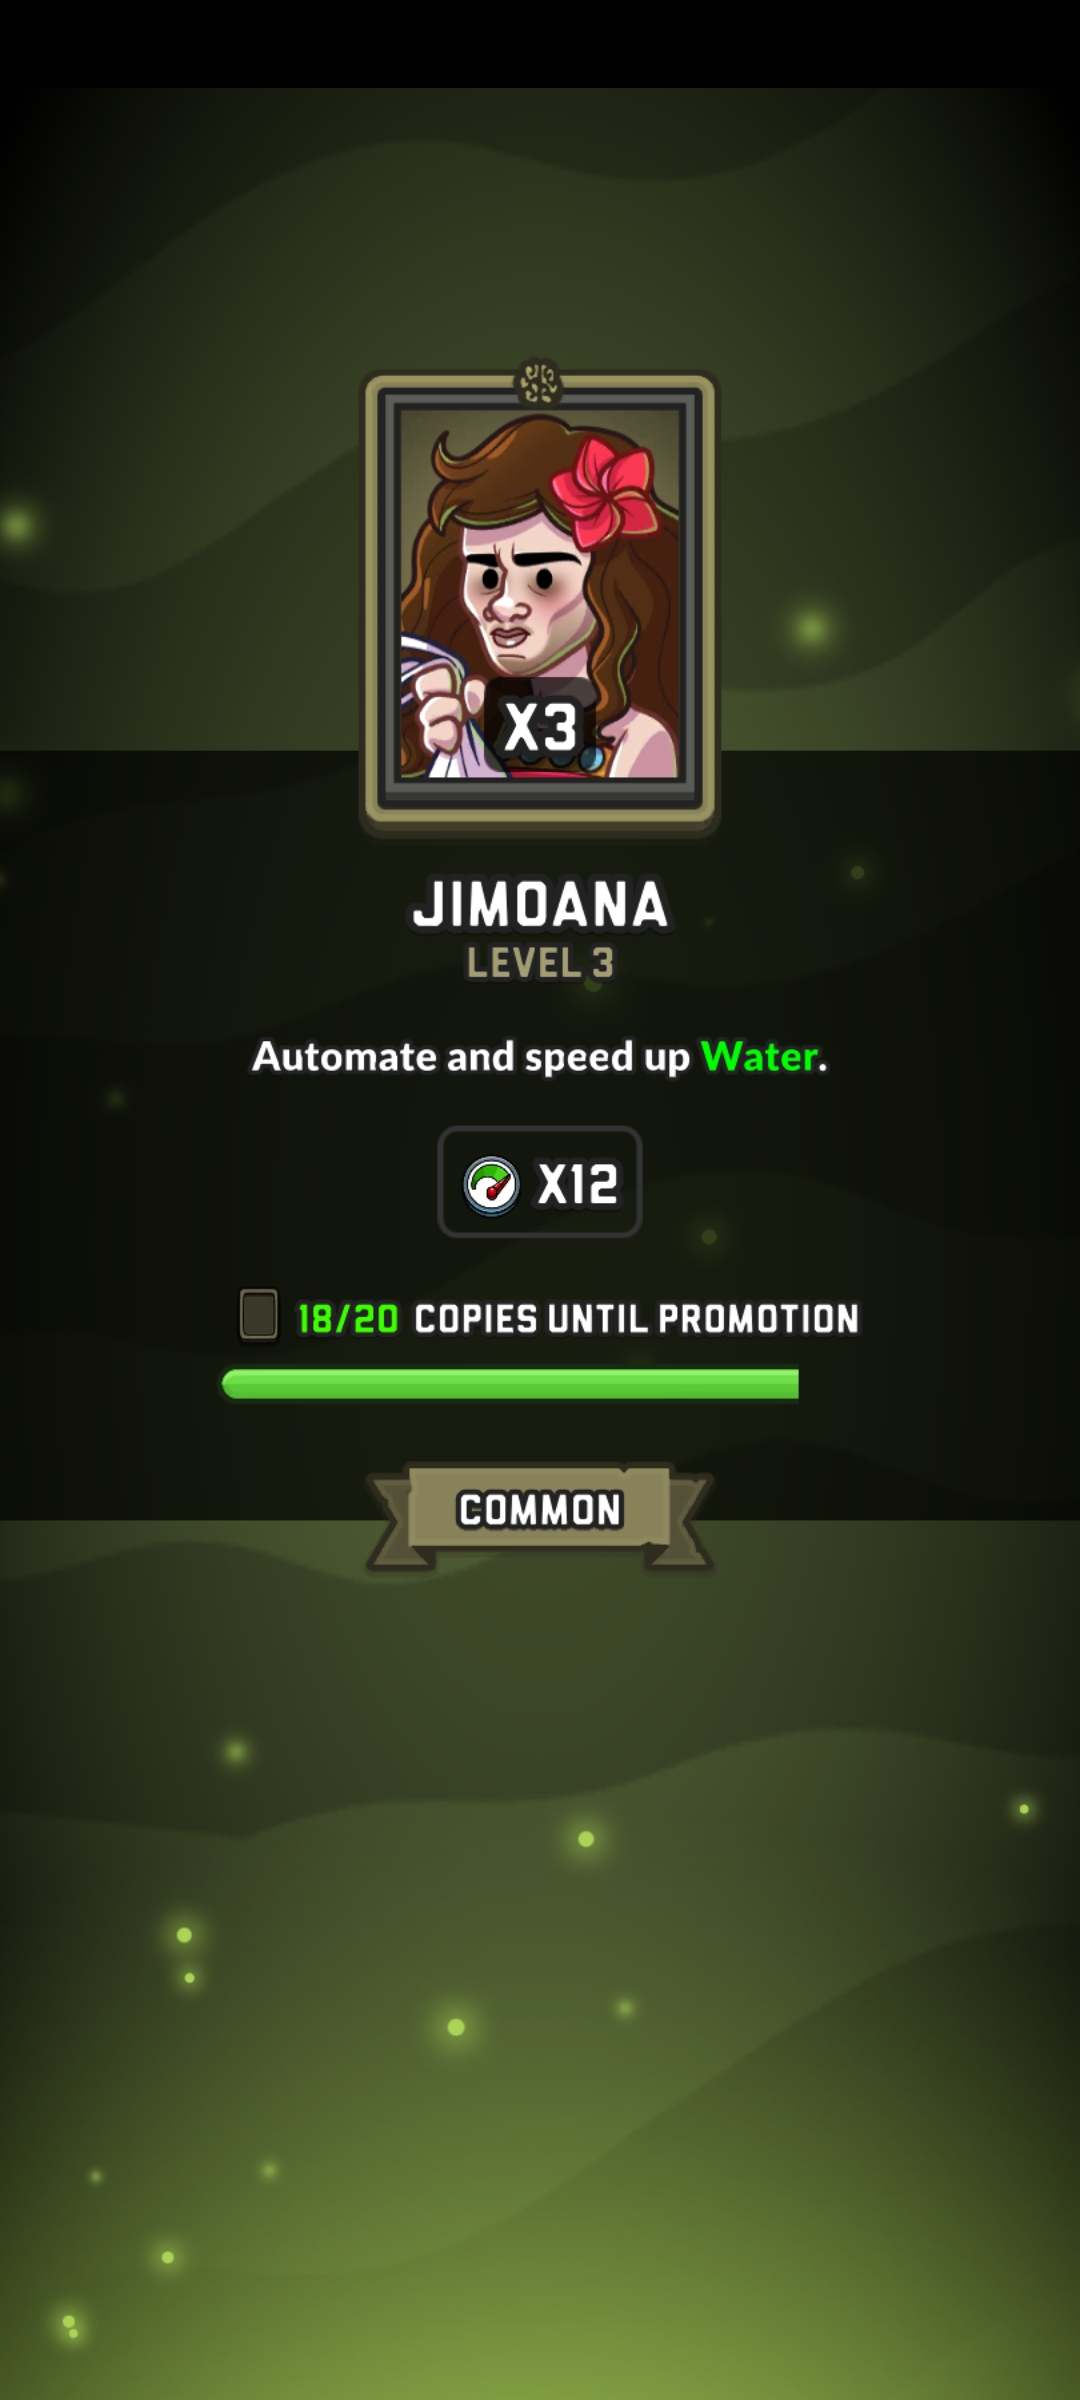 X3
JIMOANA
LEVEL 3
Automate and speed up Water.
X12
18/20 COPIES UNTIL PROMOTION
COMMON